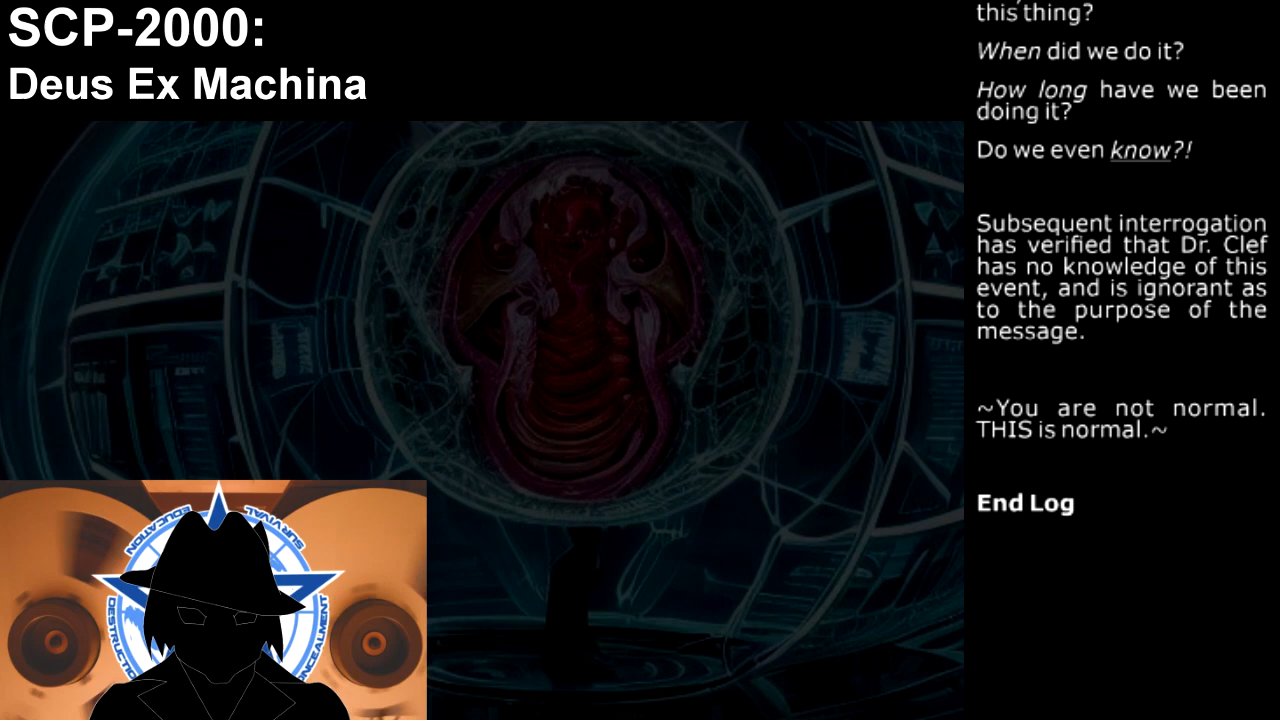 SCP-2000:
Deus Ex Machina
this thing?
When did we do it?
How long have we been
doing it?
Do we even know?!
Subsequent interrogation
has verified that Dr. Clef
has no knowledge of this
event, and is ignorant as
to the purpose of the
message.
~You are not normal.
THIS is normal.~
End Log
EDUCATION
SURVIVAL